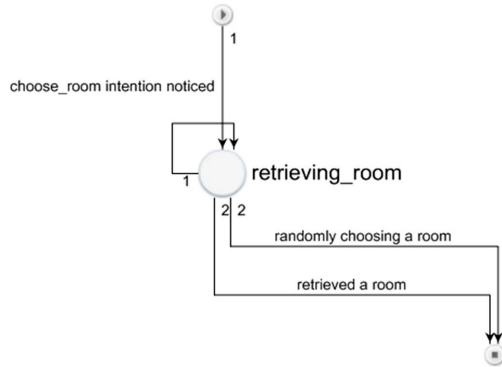 1
choose_room intention noticed
retrieving_room
1
2 2
randomly choosing a room
retrieved a room